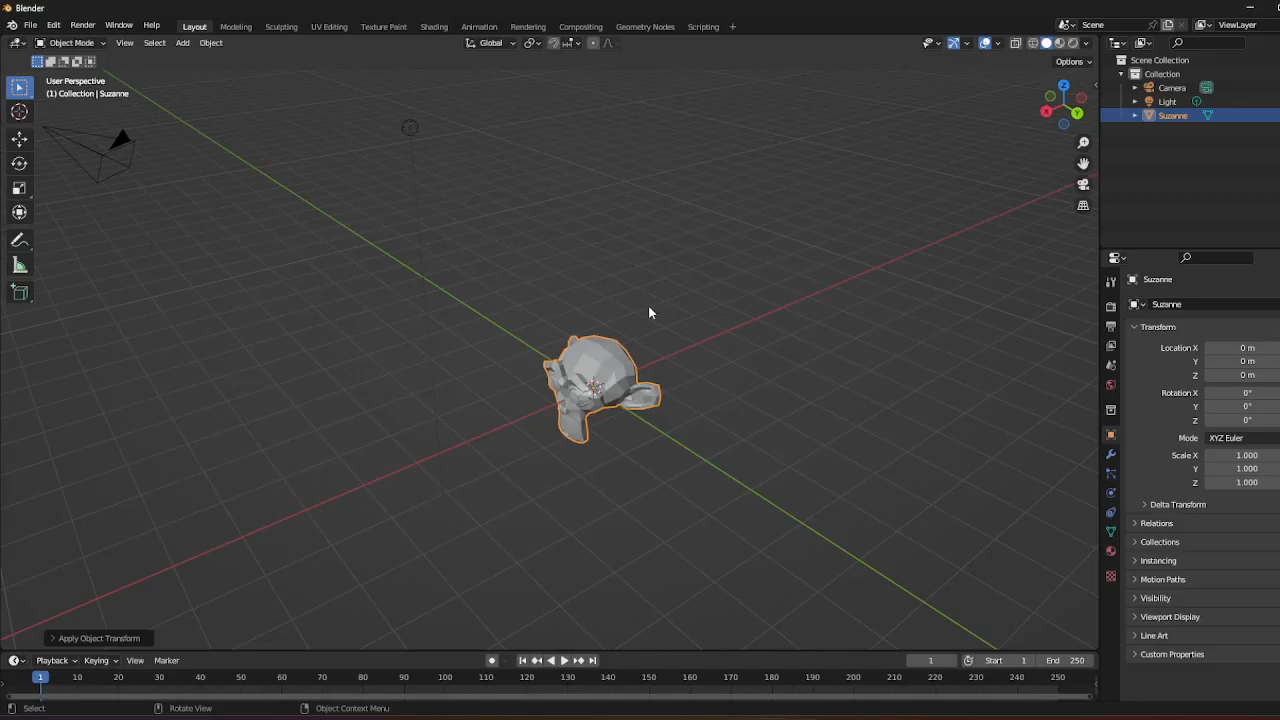 Blender
File Edit Render Window Help
Layout Modeling Sculpting UV Editing Texture Paint Shading Animation Rendering Compositing Geometry Nodes Scripting +
Scene
ViewLayer
Object Mode View Select Add Object
Global
Options
User Perspective
(1) Collection | Suzanne
Z
X
Y
Scene Collection
Collection
Camera
Light
Suzanne
Suzanne
Suzanne
Transform
Location X 0 m
Y 0 m
Z 0 m
Rotation X 0°
Y 0°
Z 0°
Mode XYZ Euler
Scale X 1.000
Y 1.000
Z 1.000
Delta Transform
Relations
Collections
Instancing
Motion Paths
Visibility
Viewport Display
Line Art
Custom Properties
Apply Object Transform
Playback Keying View Marker
1 Start 1 End 250
1 10 20 30 40 50 60 70 80 90 100 110 120 130 140 150 160 170 180 190 200 210 220 230 240 250
Select Rotate View Object Context Menu